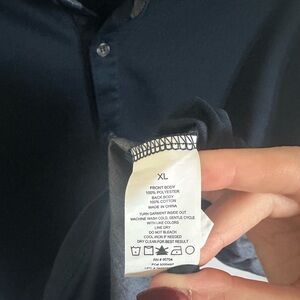 XL
FRONT BODY
100% POLYESTER
BACK BODY
100% COTTON
MADE IN CHINA
TURN GARMENT INSIDE OUT
MACHINE WASH COLD, GENTLE CYCLE
WITH LIKE COLORS
LINE DRY
DO NOT BLEACH
COOL IRON IF NEEDED
DRY CLEAN FOR BEST RESULT